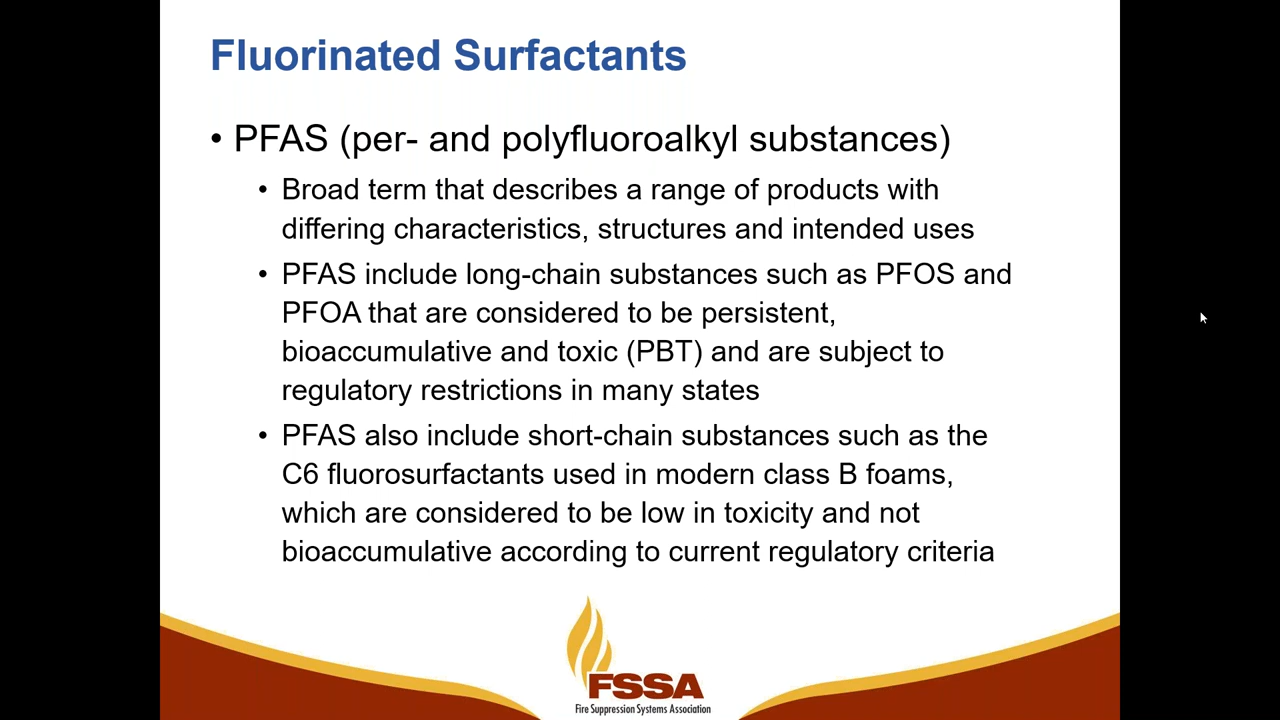 Fluorinated Surfactants
• PFAS (per- and polyfluoroalkyl substances)
• Broad term that describes a range of products with
differing characteristics, structures and intended uses
• PFAS include long-chain substances such as PFOS and
PFOA that are considered to be persistent,
bioaccumulative and toxic (PBT) and are subject to
regulatory restrictions in many states
• PFAS also include short-chain substances such as the
C6 fluorosurfactants used in modern class B foams,
which are considered to be low in toxicity and not
bioaccumulative according to current regulatory criteria
FSSA
Fire Suppression Systems Association